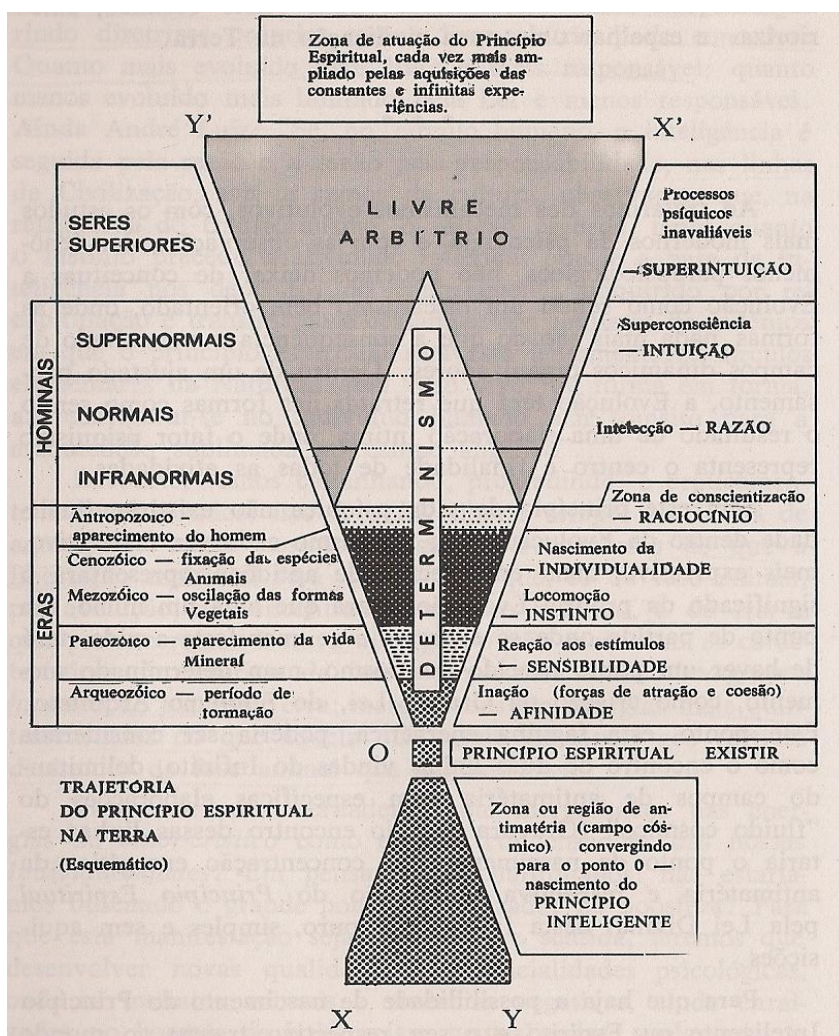 Zona de atuação do Princípio
Espiritual, cada vez mais am-
pliado pelas aquisições das
constantes e infinitas expe-
riências.
Y'
X'
SERES
SUPERIORES
LIVRE
ARBÍTRIO
Processos
psíquicos
inavaliáveis
—SUPERINTUIÇÃO
HOMINAIS
SUPERNORMAIS
Superconsciência
— INTUIÇÃO
NORMAIS
Intelecção — RAZÃO
INFRANORMAIS
DETERMINISMO
Zona de conscientização
— RACIOCÍNIO
ERAS
Antropozoico -
aparecimento do homem
Cenozóico — fixação das espécies
Animais
Mezozóico — oscilação das formas
Vegetais
Nascimento da
— INDIVIDUALIDADE
Locomoção
— INSTINTO
Paleozóico — aparecimento da vida
Mineral
Reação aos estímulos
— SENSIBILIDADE
Arqueozóico — período de
formação
Inação (forças de atração e coesão)
— AFINIDADE
O
PRINCÍPIO ESPIRITUAL EXISTIR
TRAJETÓRIA
DO PRINCÍPIO ESPIRITUAL
NA TERRA
(Esquemático)
Zona ou região de an-
timatéria (campo cós-
mico) convergindo
para o ponto 0 —
nascimento do
PRINCÍPIO
INTELIGENTE
X
Y